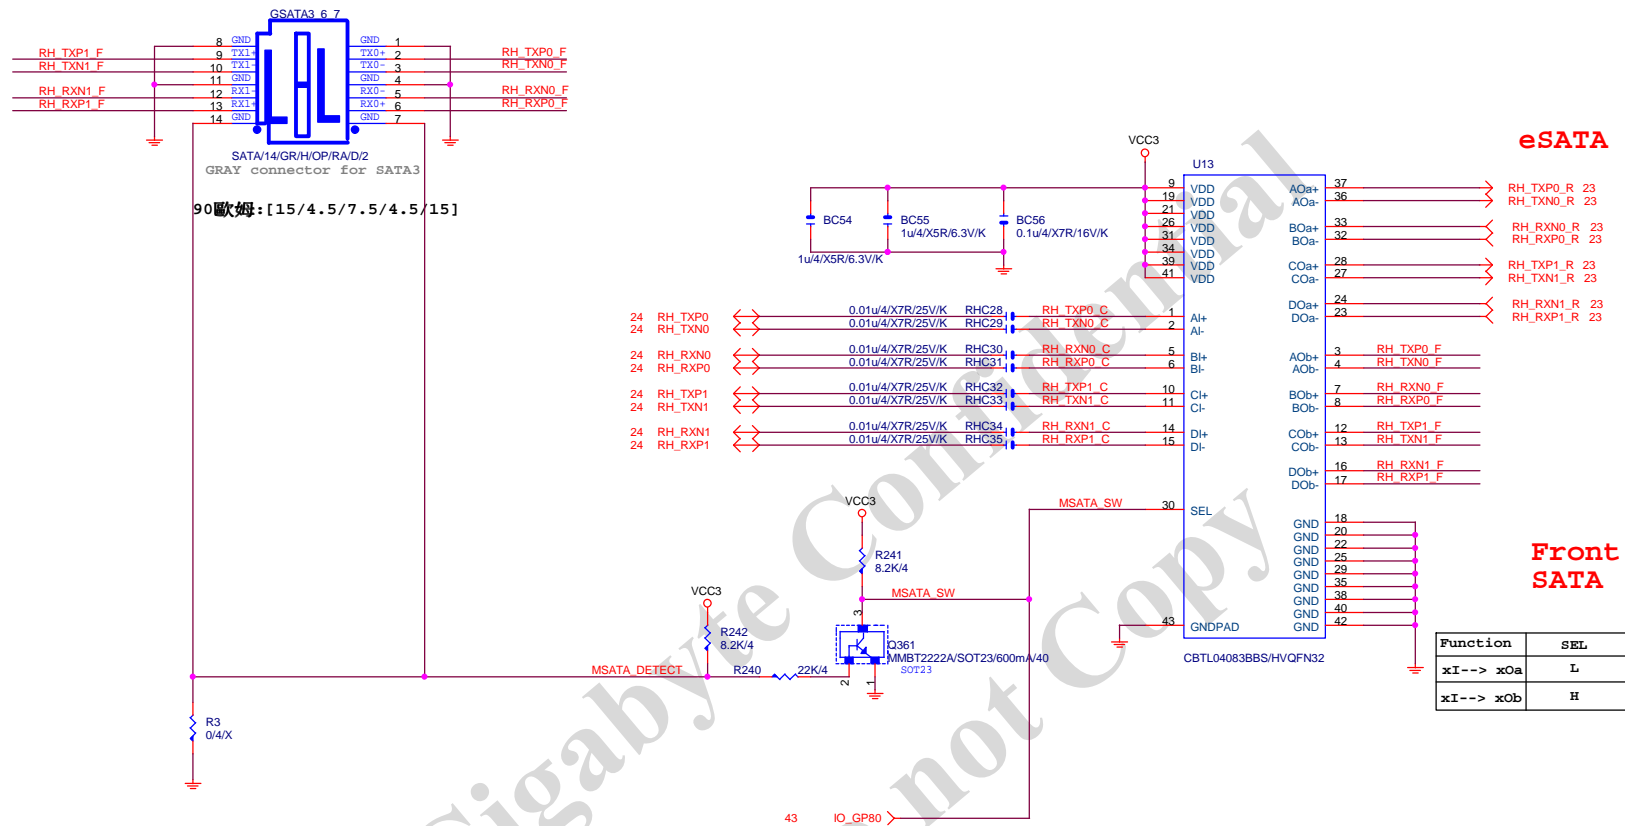 GSATA3_6_7
8 GND GND 1
RH_TXP1_F 9 TX1+ TX0+ 2 RH_TXP0_F
RH_TXN1_F 10 TX1- TX0- 3 RH_TXN0_F
11 GND GND 4
RH_RXN1_F 12 RX1- RX0- 5 RH_RXN0_F
RH_RXP1_F 13 RX1+ RX0+ 6 RH_RXP0_F
14 GND GND 7
SATA/14/GR/H/OP/RA/D/2
GRAY connector for SATA3
90歐姆:[15/4.5/7.5/4.5/15]
VCC3
BC54
1u/4/X5R/6.3V/K
BC55
1u/4/X5R/6.3V/K
BC56
0.1u/4/X7R/16V/K
24 RH_TXP0 0.01u/4/X7R/25V/K RHC28 RH_TXP0_C
24 RH_TXN0 0.01u/4/X7R/25V/K RHC29 RH_TXN0_C
24 RH_RXN0 0.01u/4/X7R/25V/K RHC30 RH_RXN0_C
24 RH_RXP0 0.01u/4/X7R/25V/K RHC31 RH_RXP0_C
24 RH_TXP1 0.01u/4/X7R/25V/K RHC32 RH_TXP1_C
24 RH_TXN1 0.01u/4/X7R/25V/K RHC33 RH_TXN1_C
24 RH_RXN1 0.01u/4/X7R/25V/K RHC34 RH_RXN1_C
24 RH_RXP1 0.01u/4/X7R/25V/K RHC35 RH_RXP1_C
U13
9 VDD
19 VDD
21 VDD
26 VDD
31 VDD
34 VDD
39 VDD
41 VDD
1 AI+
2 AI-
5 BI+
6 BI-
10 CI+
11 CI-
14 DI+
15 DI-
MSATA_SW 30 SEL
43 GNDPAD
eSATA
AOa+ 37 RH_TXP0_R 23
AOa- 36 RH_TXN0_R 23
BOa+ 33 RH_RXN0_R 23
BOa- 32 RH_RXP0_R 23
COa+ 28 RH_TXP1_R 23
COa- 27 RH_TXN1_R 23
DOa+ 24 RH_RXN1_R 23
DOa- 23 RH_RXP1_R 23
AOb+ 3 RH_TXP0_F
AOb- 4 RH_TXN0_F
BOb+ 7 RH_RXN0_F
BOb- 8 RH_RXP0_F
COb+ 12 RH_TXP1_F
COb- 13 RH_TXN1_F
DOb+ 16 RH_RXN1_F
DOb- 17 RH_RXP1_F
GND 18
GND 20
GND 22
GND 25
GND 29
GND 35
GND 38
GND 40
GND 42
CBTL04083BBS/HVQFN32
Front
SATA
Function SEL
xI--> xOa L
xI--> xOb H
VCC3
R241
8.2K/4
MSATA_SW
VCC3
R242
8.2K/4
MSATA_DETECT
R240 22K/4
3
2
1
Q361
MMBT2222A/SOT23/600mA/40
SOT23
R3
0/4/X
43 IO_GP80
Gigabyte Confidential
not Copy